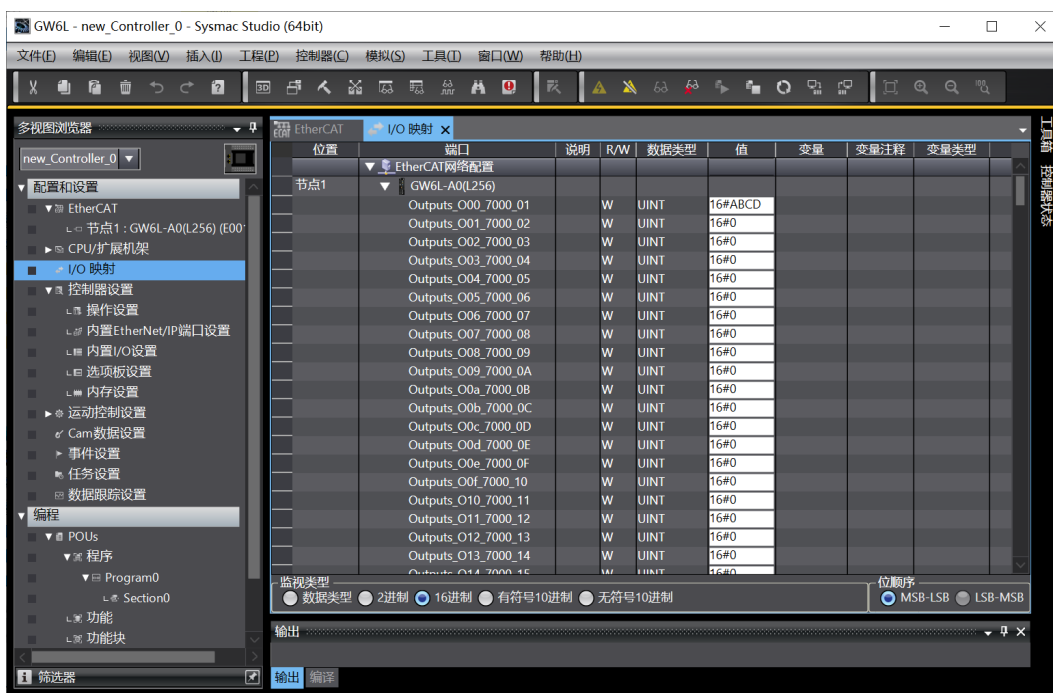 GW6L - new_Controller_0 - Sysmac Studio (64bit)
文件(F) 编辑(E) 视图(V) 插入(I) 工程(P) 控制器(C) 模拟(S) 工具(T) 窗口(W) 帮助(H)
多视图浏览器
new_Controller_0
配置和设置
EtherCAT
节点1 : GW6L-A0(L256) (E001
CPU/扩展机架
I/O 映射
控制器设置
操作设置
内置EtherNet/IP端口设置
内置I/O设置
选项板设置
内存设置
运动控制设置
Cam数据设置
事件设置
任务设置
数据跟踪设置
编程
POUs
程序
Program0
Section0
功能
功能块
筛选器
EtherCAT I/O 映射
位置 端口 说明 R/W 数据类型 值 变量 变量注释 变量类型
EtherCAT网络配置
节点1 GW6L-A0(L256)
Outputs_O00_7000_01 W UINT 16#ABCD
Outputs_O01_7000_02 W UINT 16#0
Outputs_O02_7000_03 W UINT 16#0
Outputs_O03_7000_04 W UINT 16#0
Outputs_O04_7000_05 W UINT 16#0
Outputs_O05_7000_06 W UINT 16#0
Outputs_O06_7000_07 W UINT 16#0
Outputs_O07_7000_08 W UINT 16#0
Outputs_O08_7000_09 W UINT 16#0
Outputs_O09_7000_0A W UINT 16#0
Outputs_O0a_7000_0B W UINT 16#0
Outputs_O0b_7000_0C W UINT 16#0
Outputs_O0c_7000_0D W UINT 16#0
Outputs_O0d_7000_0E W UINT 16#0
Outputs_O0e_7000_0F W UINT 16#0
Outputs_O0f_7000_10 W UINT 16#0
Outputs_O10_7000_11 W UINT 16#0
Outputs_O11_7000_12 W UINT 16#0
Outputs_O12_7000_13 W UINT 16#0
Outputs_O13_7000_14 W UINT 16#0
Outputs_O14_7000_15 W UINT 16#0
监视类型
数据类型 2进制 16进制 有符号10进制 无符号10进制
位顺序
MSB-LSB LSB-MSB
输出
输出 编译
工具箱 控制器状态